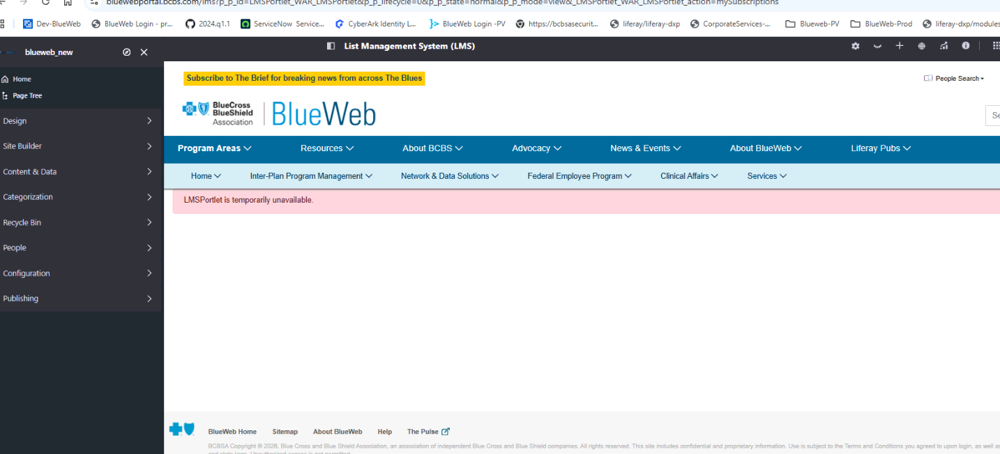 bluewebportal.bcbs.com/lms?p_p_id=LMSPortlet_WAR_LMSPortlet&p_p_lifecycle=0&p_p_state=normal&p_p_mode=view&_LMSPortlet_WAR_LMSPortlet_action=mySubscriptions
Dev-BlueWeb BlueWeb Login - pr... 2024.q1.1 ServiceNow Service... CyberArk Identity L... BlueWeb Login -PV https://bcbsasecurit... liferay/liferay-dxp CorporateServices-... Blueweb-PV BlueWeb-Prod liferay-dxp/modules
blueweb_new List Management System (LMS)
Home
Page Tree
Design
Site Builder
Content & Data
Categorization
Recycle Bin
People
Configuration
Publishing
Subscribe to The Brief for breaking news from across The Blues
People Search
BlueCross
BlueShield
Association
BlueWeb
Se
Program Areas Resources About BCBS Advocacy News & Events About BlueWeb Liferay Pubs
Home Inter-Plan Program Management Network & Data Solutions Federal Employee Program Clinical Affairs Services
LMSPortlet is temporarily unavailable.
BlueWeb Home Sitemap About BlueWeb Help The Pulse
BCBSA Copyright © 2026, Blue Cross and Blue Shield Association, an association of independent Blue Cross and Blue Shield companies. All rights reserved. This site includes confidential and proprietary information. Use is subject to the Terms and Conditions you agreed to upon login, as well as
and state laws. Unauthorized access is not permitted.